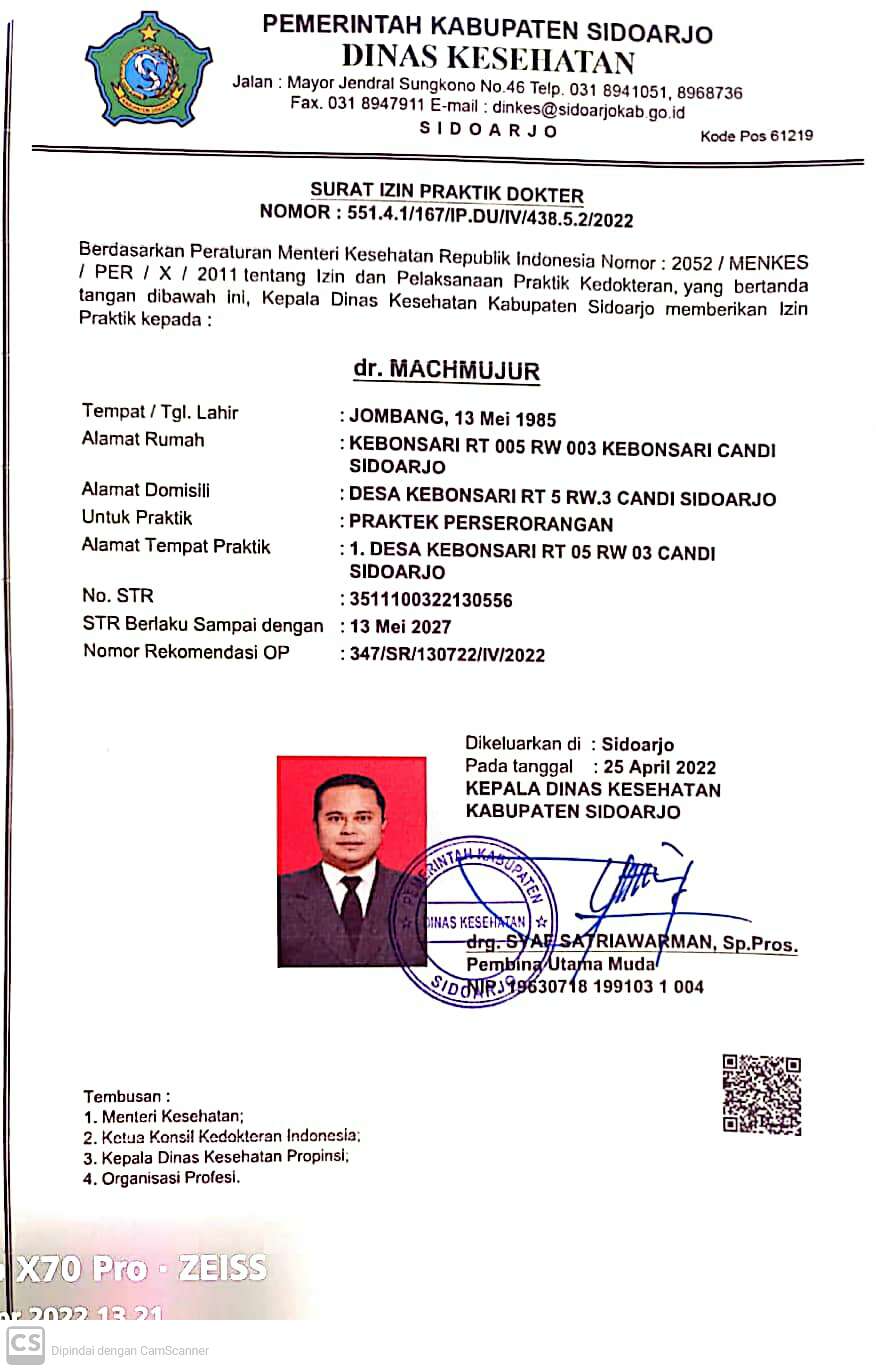 PEMERINTAH KABUPATEN SIDOARJO
DINAS KESEHATAN
Jalan : Mayor Jendral Sungkono No.46 Telp. 031 8941051, 8968736
Fax. 031 8947911 E-mail : dinkes@sidoarjokab.go.id
S I D O A R J O
Kode Pos 61219
SURAT IZIN PRAKTIK DOKTER
NOMOR : 551.4.1/167/IP.DU/IV/438.5.2/2022
Berdasarkan Peraturan Menteri Kesehatan Republik Indonesia Nomor : 2052 / MENKES
/ PER / X / 2011 tentang Izin dan Pelaksanaan Praktik Kedokteran, yang bertanda
tangan dibawah ini, Kepala Dinas Kesehatan Kabupaten Sidoarjo memberikan Izin
Praktik kepada :
dr. MACHMUJUR
Tempat / Tgl. Lahir : JOMBANG, 13 Mei 1985
Alamat Rumah : KEBONSARI RT 005 RW 003 KEBONSARI CANDI
SIDOARJO
Alamat Domisili : DESA KEBONSARI RT 5 RW.3 CANDI SIDOARJO
Untuk Praktik : PRAKTEK PERSERORANGAN
Alamat Tempat Praktik : 1. DESA KEBONSARI RT 05 RW 03 CANDI
SIDOARJO
No. STR : 3511100322130556
STR Berlaku Sampai dengan : 13 Mei 2027
Nomor Rekomendasi OP : 347/SR/130722/IV/2022
Dikeluarkan di : Sidoarjo
Pada tanggal : 25 April 2022
KEPALA DINAS KESEHATAN
KABUPATEN SIDOARJO
PEMERINTAH KABUPATEN
DINAS KESEHATAN
SIDOARJO
drg. SYAF SATRIAWARMAN, Sp.Pros.
Pembina Utama Muda
NIP. 19630718 199103 1 004
Tembusan :
1. Menteri Kesehatan;
2. Ketua Konsil Kedokteran Indonesia;
3. Kepala Dinas Kesehatan Propinsi;
4. Organisasi Profesi.
X70 Pro · ZEISS
2022 13.21
CS Dipindai dengan CamScanner